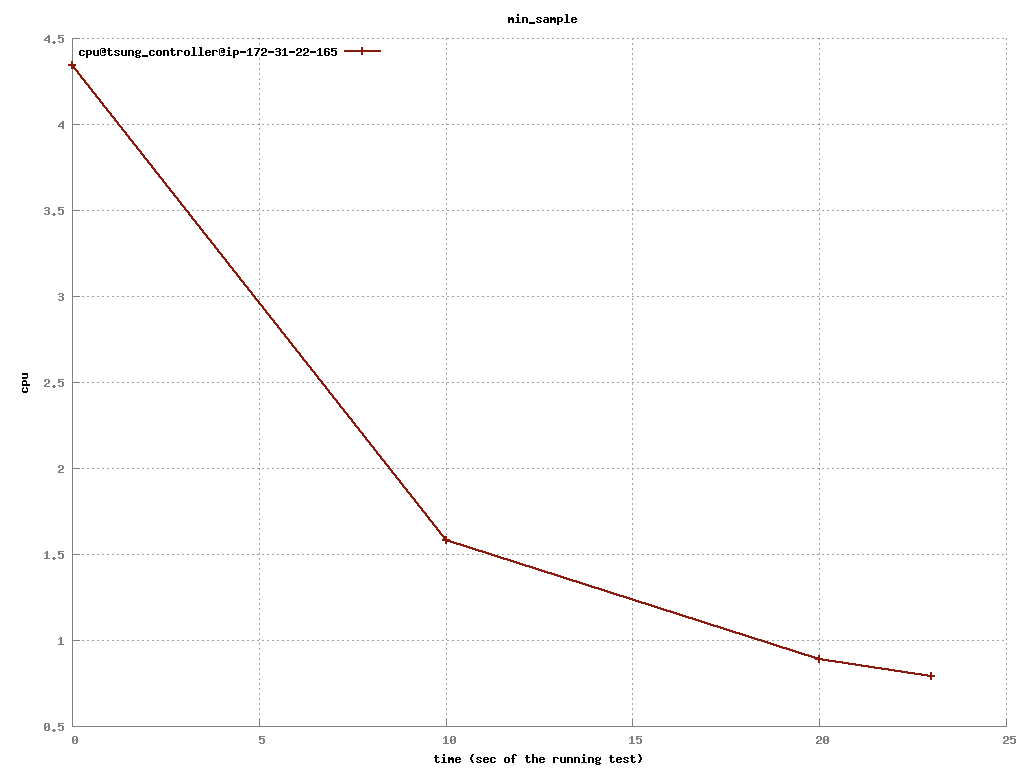 min_sample
4.5
cpu@tsung_controller@ip-172-31-22-165
4
3.5
3
2.5
cpu
2
1.5
1
0.5
0 5 10 15 20 25
time (sec of the running test)